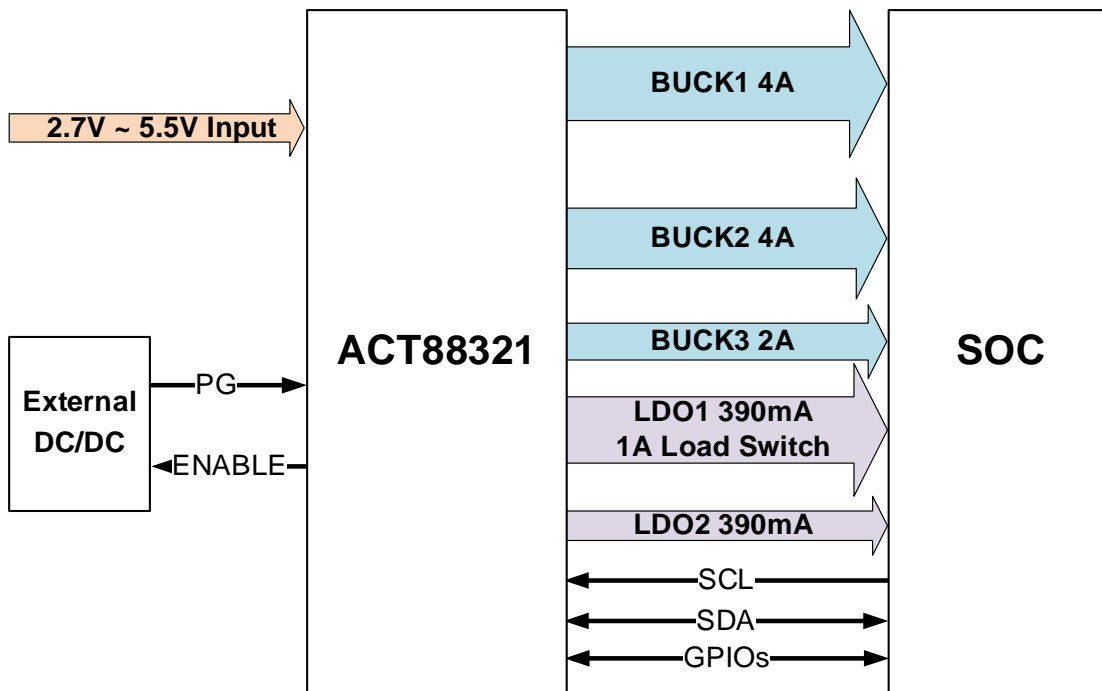 BUCK1 4A
2.7V ~ 5.5V Input
BUCK2 4A
ACT88321
BUCK3 2A
SOC
PG
External
DC/DC
LDO1 390mA
1A Load Switch
ENABLE
LDO2 390mA
SCL
SDA
GPIOs